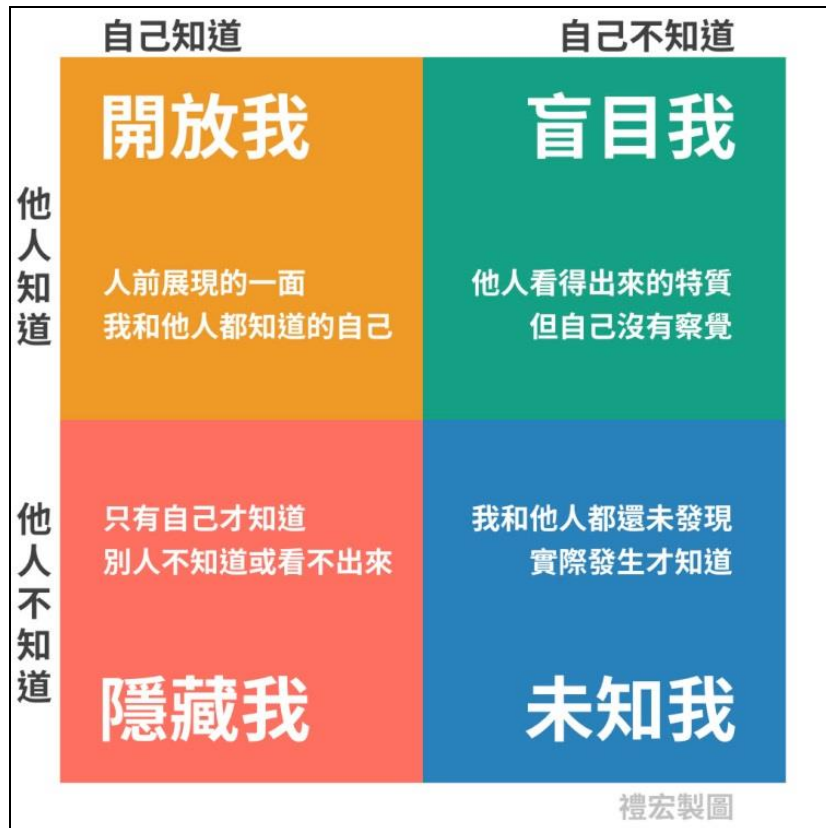 自己知道
自己不知道
他人知道
開放我
人前展現的一面
我和他人都知道的自己
盲目我
他人看得出來的特質
但自己沒有察覺
他人不知道
只有自己才知道
別人不知道或看不出來
隱藏我
我和他人都還未發現
實際發生才知道
未知我
禮宏製圖